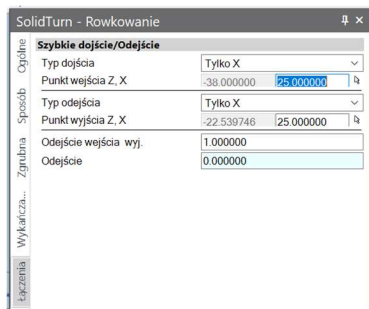 SolidTurn - Rowkowanie
Ogólne
Sposób
Zgrubna
Wykańcza...
Łączenia
Szybkie dojście/Odejście
Typ dojścia Tylko X
Punkt wejścia Z, X -38.000000 25.000000
Typ odejścia Tylko X
Punkt wyjścia Z, X -22.539746 25.000000
Odejście wejścia wyj. 1.000000
Odejście 0.000000